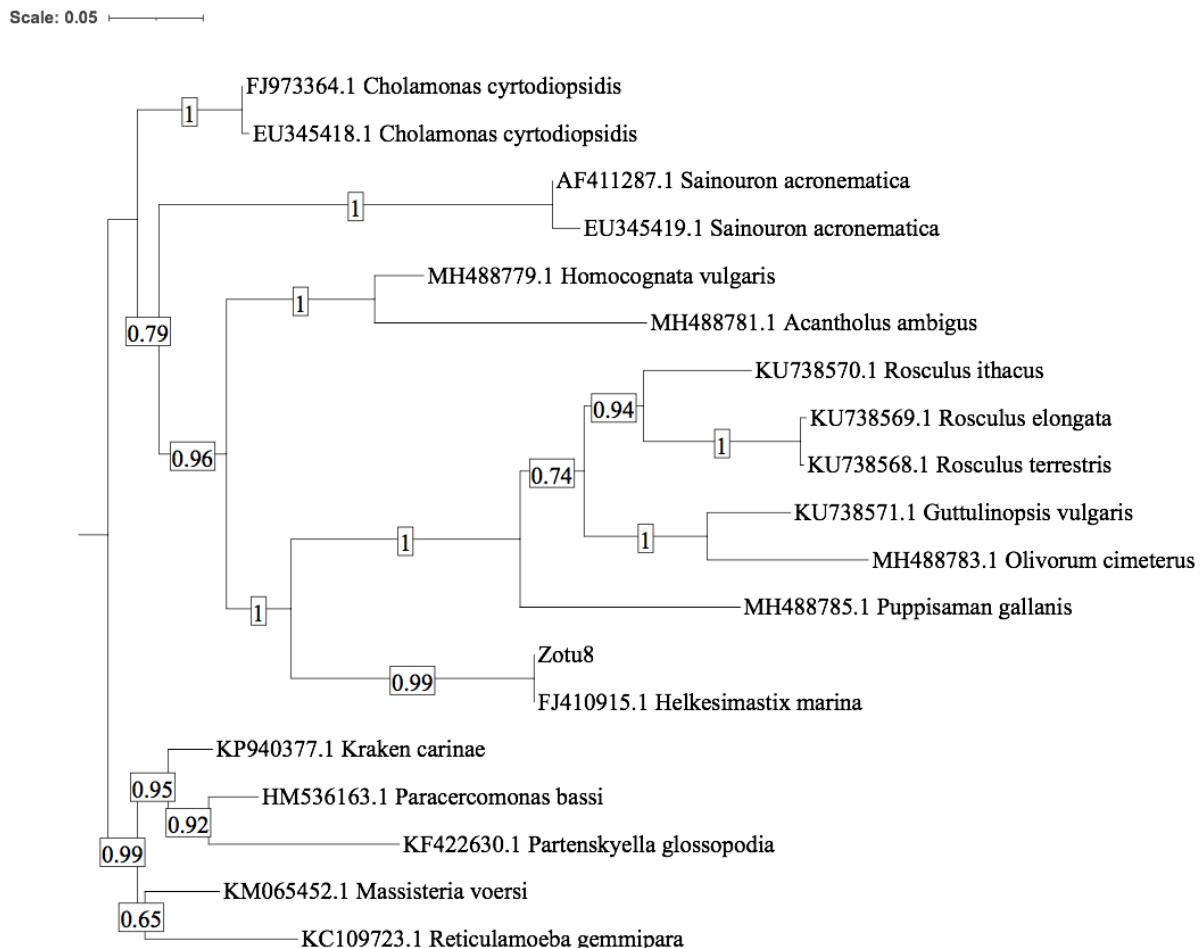 Scale: 0.05
FJ973364.1 Cholamonas cyrtodiopsidis
1
EU345418.1 Cholamonas cyrtodiopsidis
AF411287.1 Sainouron acronematica
1
EU345419.1 Sainouron acronematica
MH488779.1 Homocognata vulgaris
1
MH488781.1 Acantholus ambigus
0.79
KU738570.1 Rosculus ithacus
0.94
KU738569.1 Rosculus elongata
1
0.96
KU738568.1 Rosculus terrestris
0.74
KU738571.1 Guttulinopsis vulgaris
1
1
MH488783.1 Olivorum cimeterus
MH488785.1 Puppisaman gallanis
1
Zotu8
0.99
FJ410915.1 Helkesimastix marina
KP940377.1 Kraken carinae
0.95
HM536163.1 Paracercomonas bassi
0.92
KF422630.1 Partenskyella glossopodia
0.99
KM065452.1 Massisteria voersi
0.65
KC109723.1 Reticulamoeba gemmipara